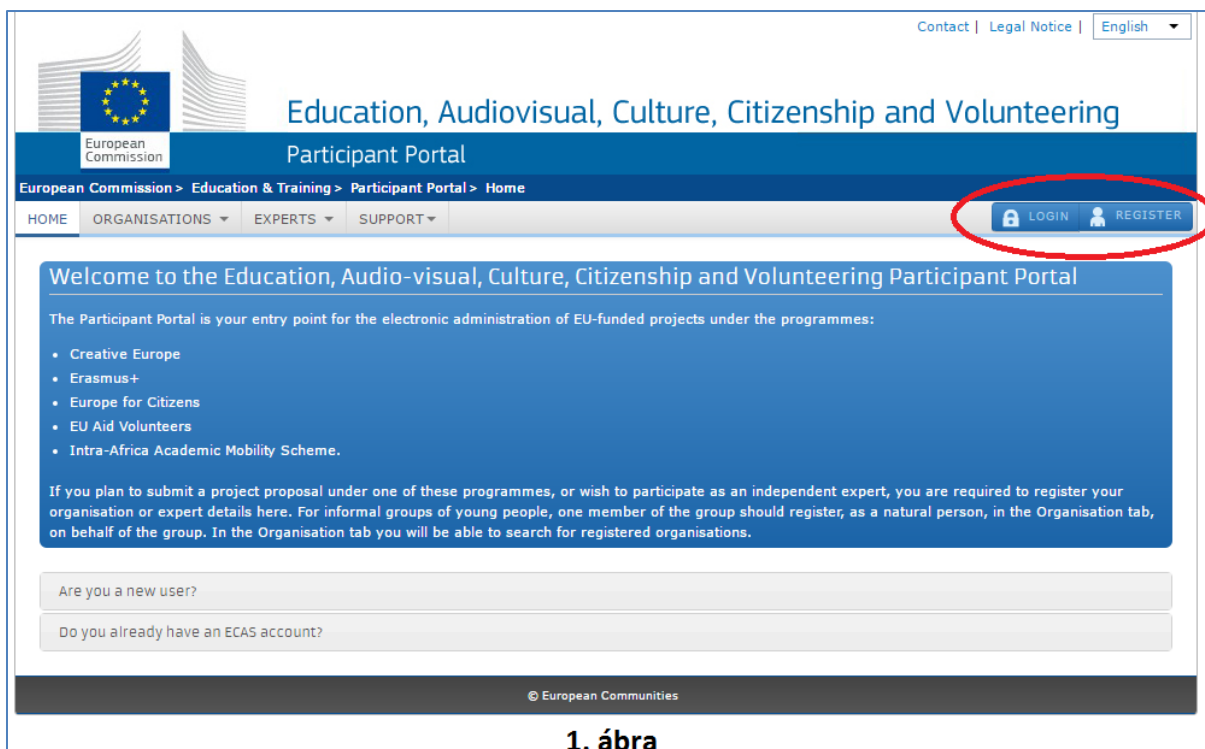 Contact | Legal Notice | English
Education, Audiovisual, Culture, Citizenship and Volunteering
European
Commission
Participant Portal
European Commission > Education & Training > Participant Portal > Home
HOME ORGANISATIONS EXPERTS SUPPORT LOGIN REGISTER
Welcome to the Education, Audio-visual, Culture, Citizenship and Volunteering Participant Portal
The Participant Portal is your entry point for the electronic administration of EU-funded projects under the programmes:
• Creative Europe
• Erasmus+
• Europe for Citizens
• EU Aid Volunteers
• Intra-Africa Academic Mobility Scheme.
If you plan to submit a project proposal under one of these programmes, or wish to participate as an independent expert, you are required to register your
organisation or expert details here. For informal groups of young people, one member of the group should register, as a natural person, in the Organisation tab,
on behalf of the group. In the Organisation tab you will be able to search for registered organisations.
Are you a new user?
Do you already have an ECAS account?
© European Communities
1. ábra